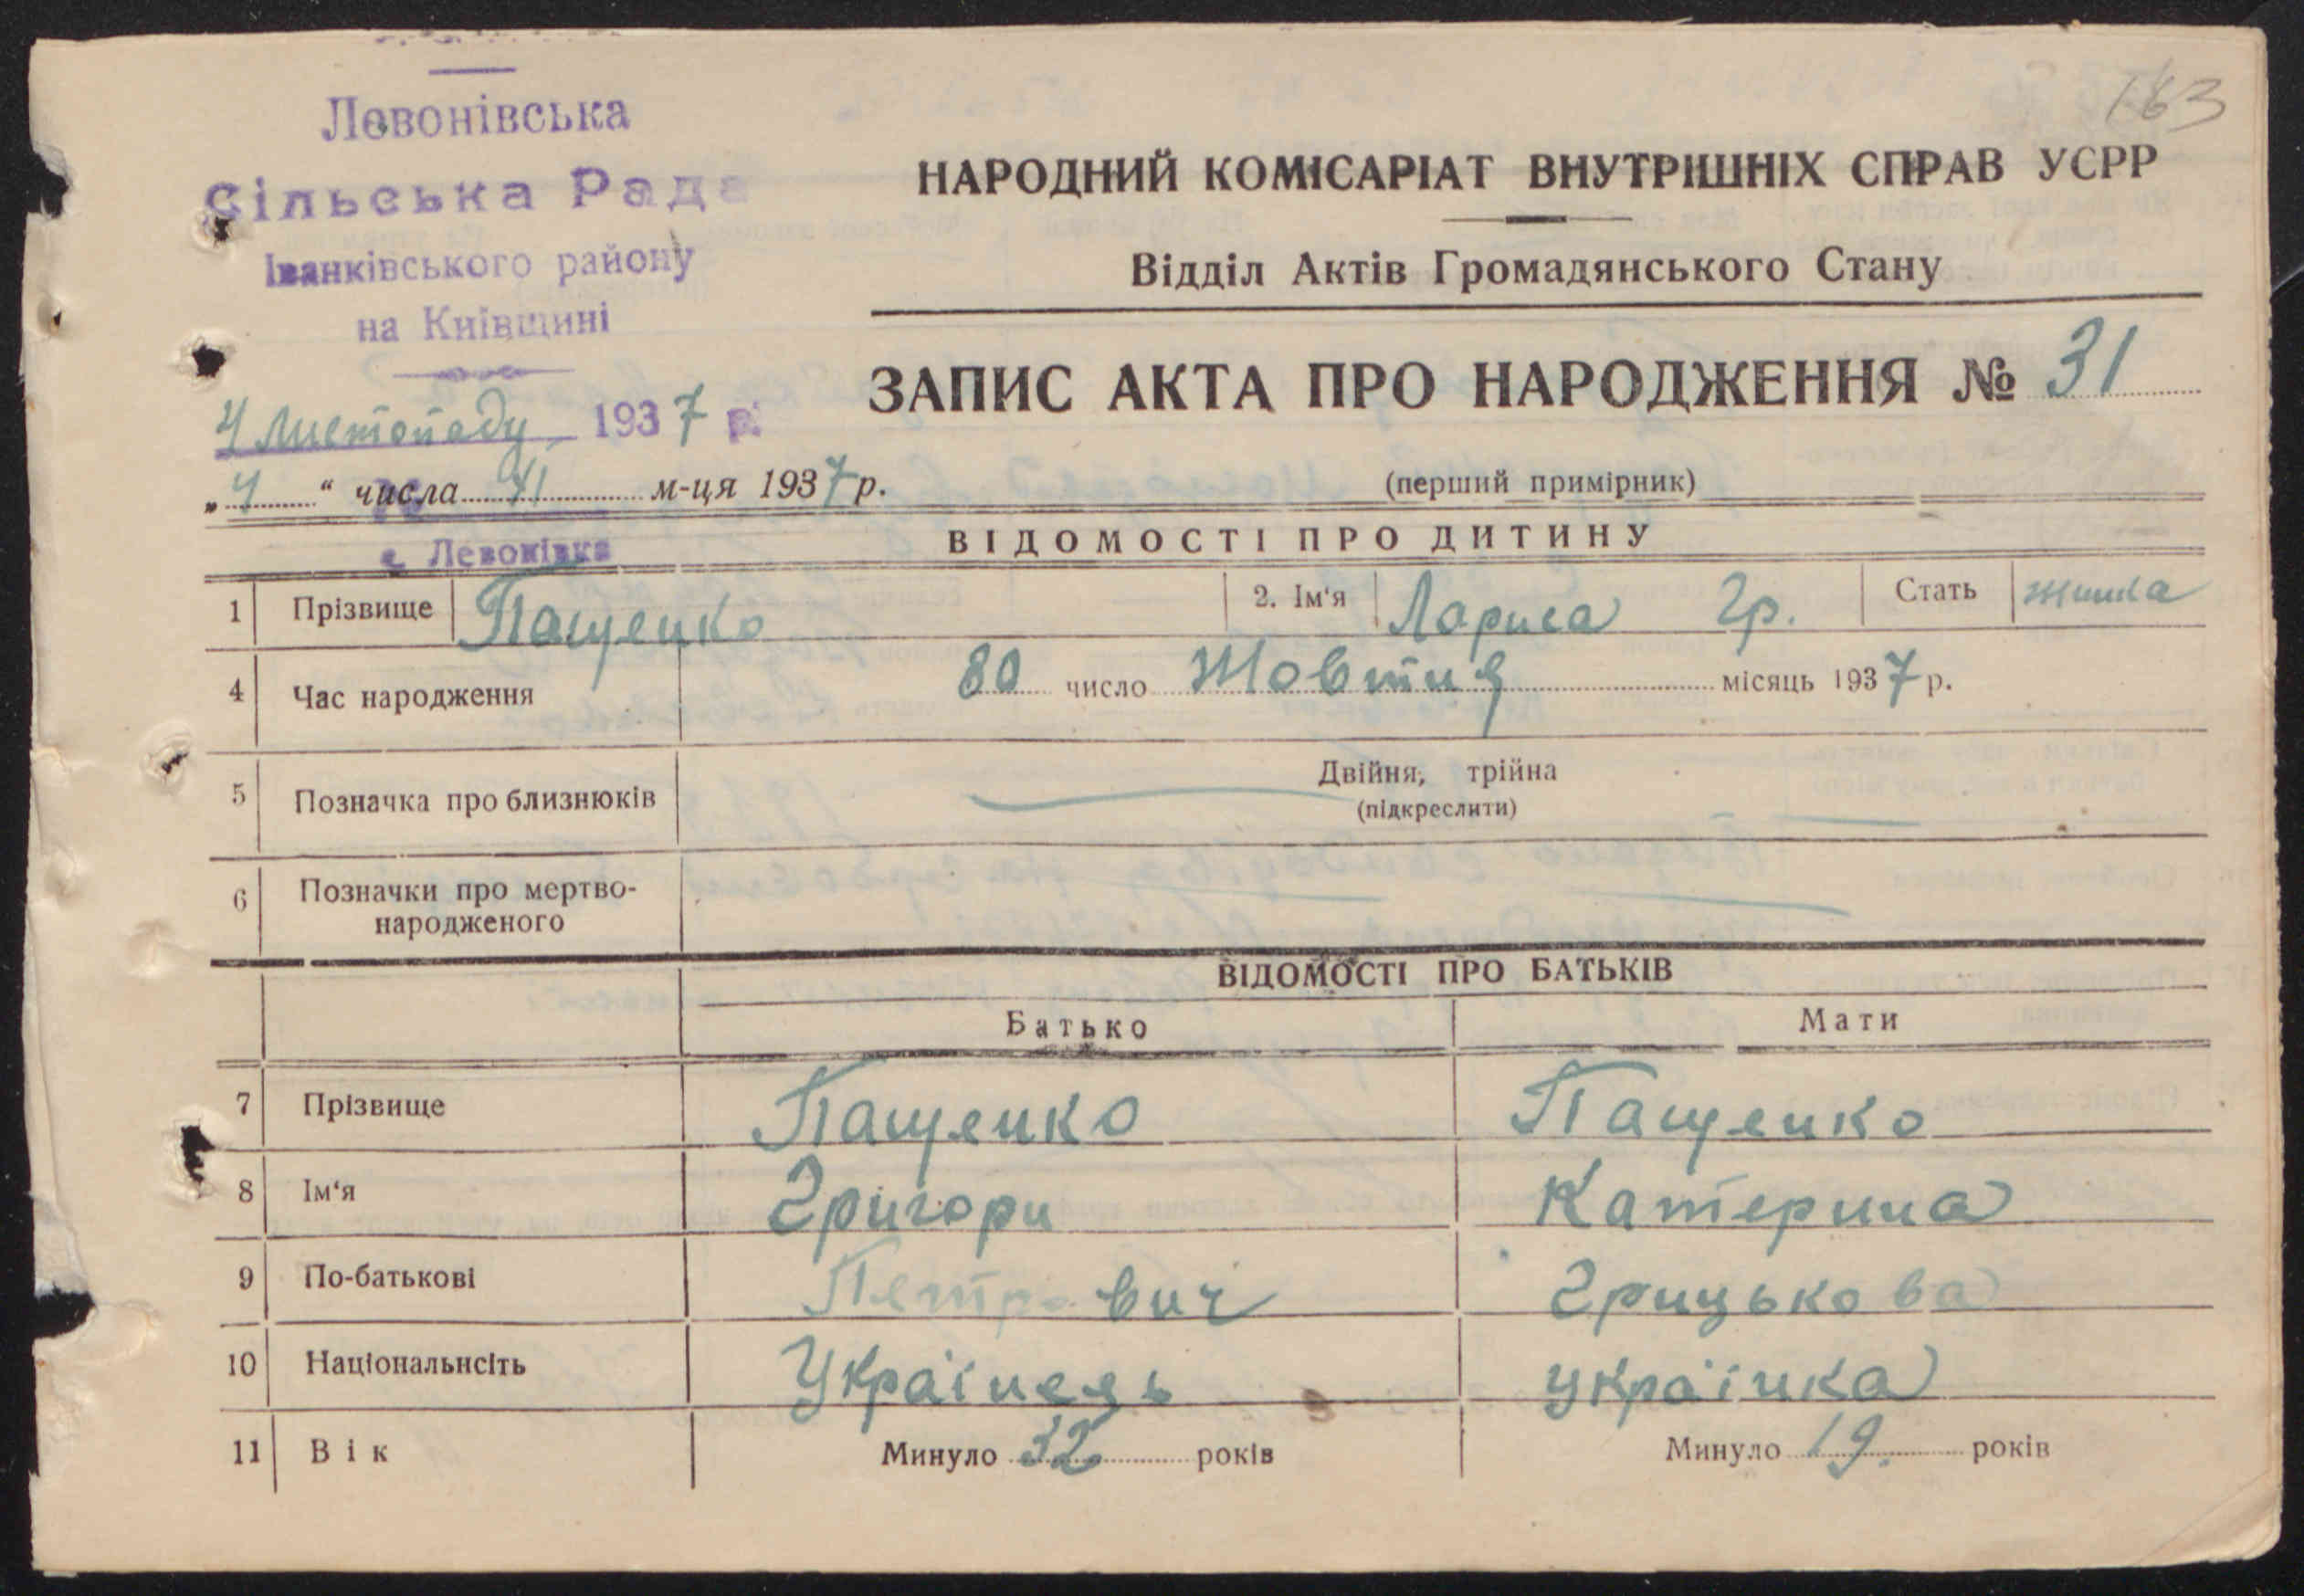 163
Левонівська
Сільська Рада
Іванківського району
на Київщині
НАРОДНИЙ КОМІСАРІАТ ВНУТРІШНІХ СПРАВ УСРР
Відділ Актів Громадянського Стану
ЗАПИС АКТА ПРО НАРОДЖЕННЯ № 31
4 Листопаду 1937 р.
„4“ числа XI м-ця 1937 р.
(перший примірник)
с. Левонівка
ВІДОМОСТІ ПРО ДИТИНУ
1 Прізвище Пащенко 2. Ім'я Лариса Гр. Стать жинка
4 Час народження 30 число Жовтня місяць 1937 р.
5 Позначка про близнюків Двійня, трійна
(підкреслити)
6 Позначки про мертво-
народженого
ВІДОМОСТІ ПРО БАТЬКІВ
Батько Мати
7 Прізвище Пащенко Пащенко
8 Ім'я Григори Катерина
9 По-батькові Петрович Грицькова
10 Національнсіть Українець українка
11 Вік Минуло 32 років Минуло 19. років